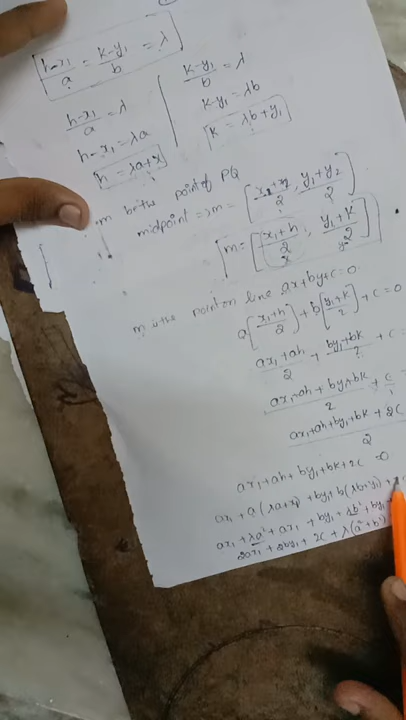 (h-x₁)/a = (k-y₁)/b = λ
(h-x₁)/a = λ
h-x₁ = λa
h = λa+x₁
(k-y₁)/b = λ
k-y₁ = λb
k = λb+y₁
m be the point of PQ
midpoint => m = [(x₁+x₂)/2, (y₁+y₂)/2]
m = [(x₁+h)/2, (y₁+k)/2]
m is the point on line ax+by+c=0
a[(x₁+h)/2] + b[(y₁+k)/2] + c = 0
(ax₁+ah)/2 + (by₁+bk)/2 + c =
(ax₁+ah+by₁+bk)/2 + c/1
(ax₁+ah+by₁+bk+2c)/2
ax₁+ah+by₁+bk+2c =0
ax₁ + a(λa+x₁) + by₁ + b(λb+y₁) +
ax₁ + λa² + ax₁ + by₁ + λb² + by₁
2ax₁ + 2by₁ + 2c + λ(a²+b²)